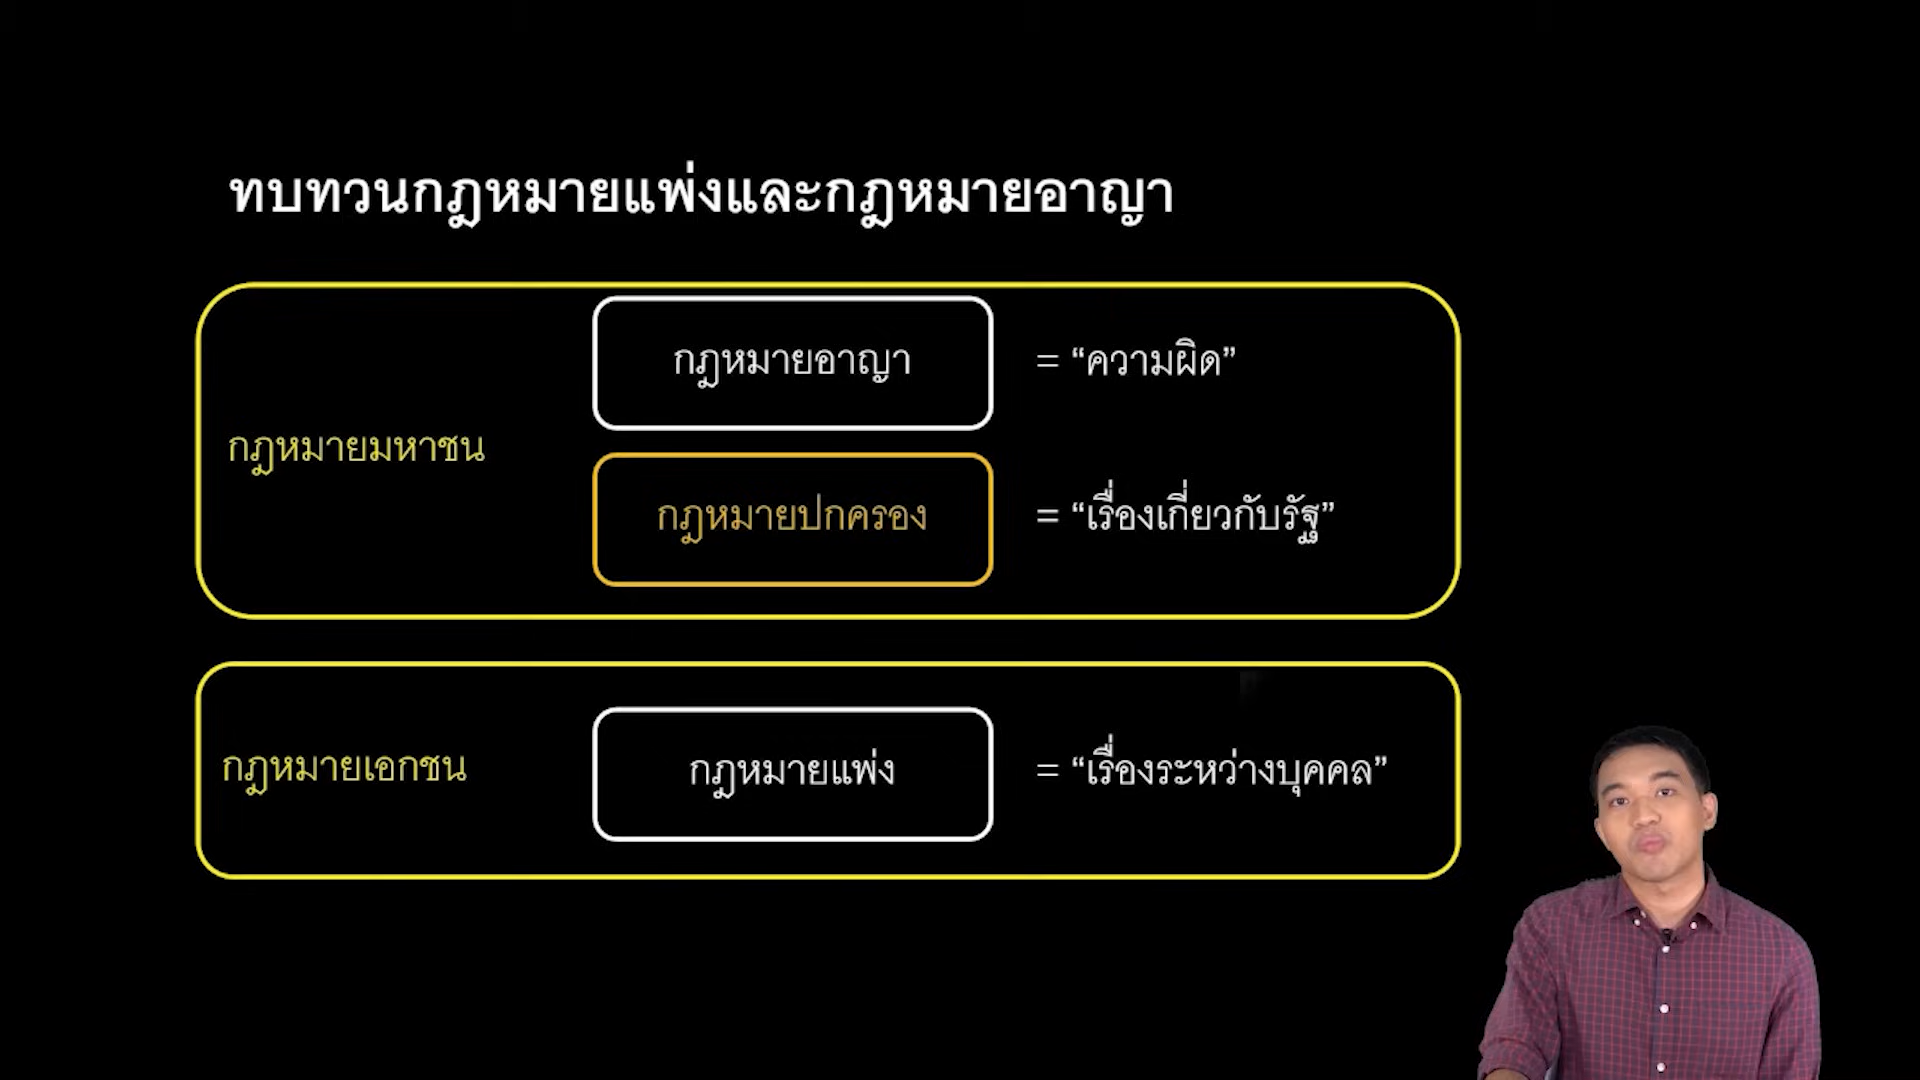 ทบทวนกฎหมายแพ่งและกฎหมายอาญา
กฎหมายมหาชน
กฎหมายอาญา = “ความผิด”
กฎหมายปกครอง = “เรื่องเกี่ยวกับรัฐ”
กฎหมายเอกชน
กฎหมายแพ่ง = “เรื่องระหว่างบุคคล”